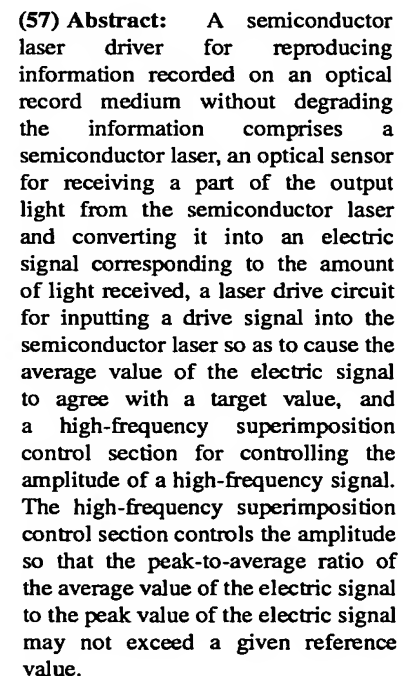 (57) Abstract: A semiconductor
laser driver for reproducing
information recorded on an optical
record medium without degrading
the information comprises a
semiconductor laser, an optical sensor
for receiving a part of the output
light from the semiconductor laser
and converting it into an electric
signal corresponding to the amount
of light received, a laser drive circuit
for inputting a drive signal into the
semiconductor laser so as to cause the
average value of the electric signal
to agree with a target value, and
a high-frequency superimposition
control section for controlling the
amplitude of a high-frequency signal.
The high-frequency superimposition
control section controls the amplitude
so that the peak-to-average ratio of
the average value of the electric signal
to the peak value of the electric signal
may not exceed a given reference
value.